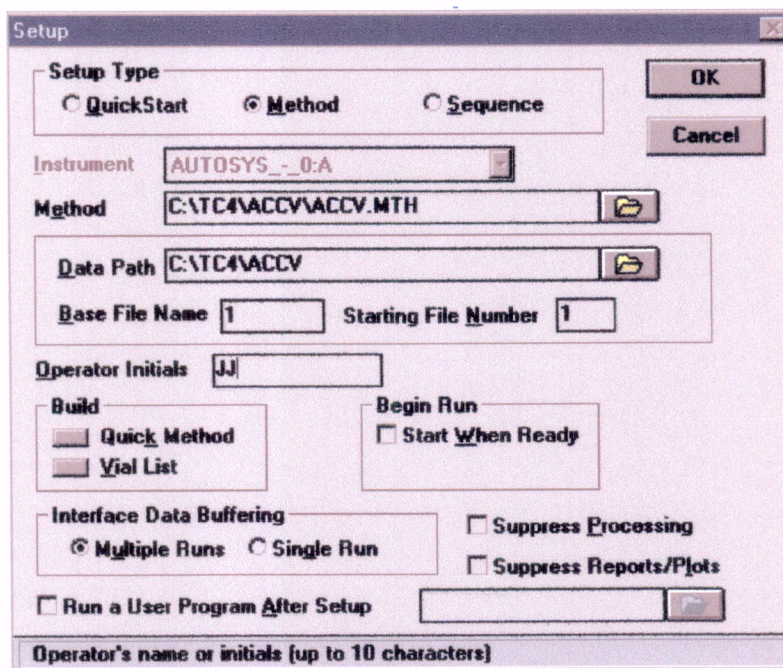 Setup
Setup Type
QuickStart Method Sequence
OK
Cancel
Instrument AUTOSYS_-_0:A
Method C:\TC4\ACCV\ACCV.MTH
Data Path C:\TC4\ACCV
Base File Name 1 Starting File Number 1
Operator Initials JJ
Build
Quick Method
Vial List
Begin Run
Start When Ready
Interface Data Buffering
Multiple Runs Single Run
Suppress Processing
Suppress Reports/Plots
Run a User Program After Setup
Operator's name or initials (up to 10 characters)